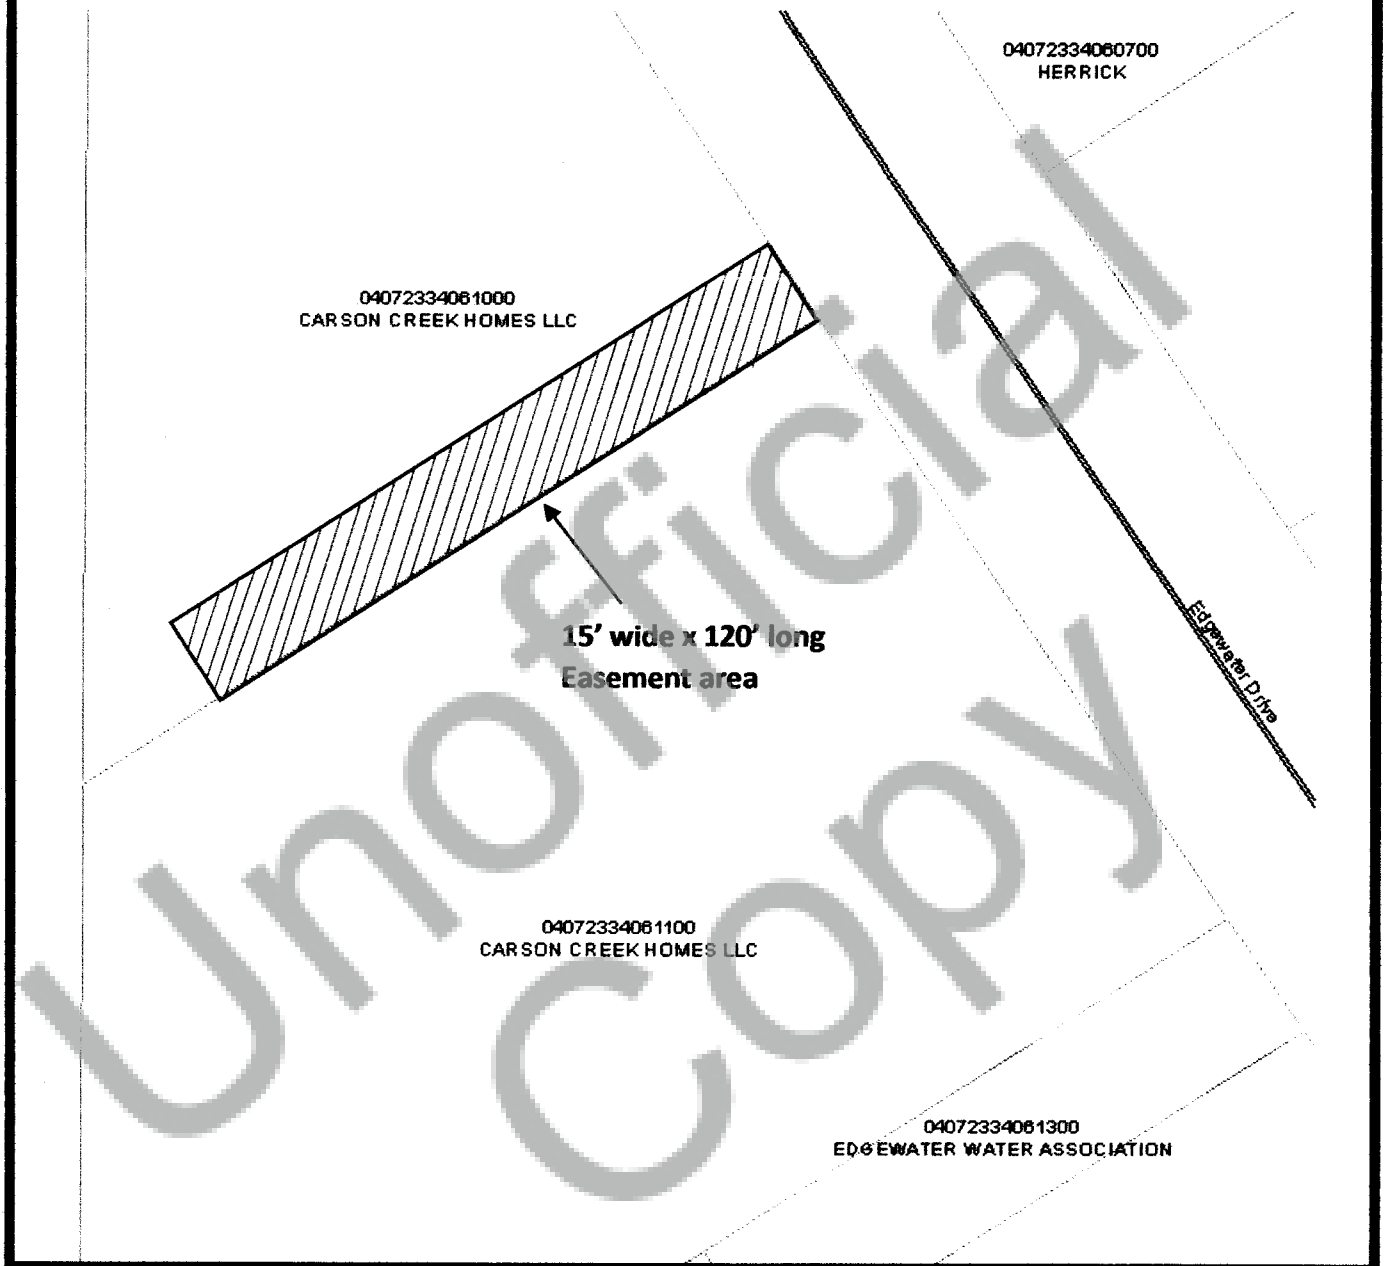 04072334060700
HERRICK
04072334061000
CARSON CREEK HOMES LLC
15’ wide x 120’ long
Easement area
Edgewater Drive
04072334061100
CARSON CREEK HOMES LLC
04072334061300
EDGEWATER WATER ASSOCIATION
Unofficial
Copy